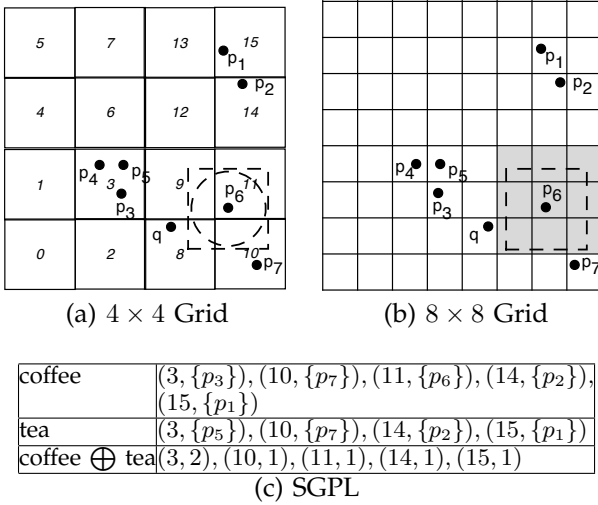 5 7 13 15
p1
p2
4 6 12 14
p4 p5
1 3 9 11
p3 p6
q
0 2 8 10
p7
p1
p2
p4 p5
p3 p6
q
p7
(a) 4 × 4 Grid (b) 8 × 8 Grid
coffee (3, {p3}), (10, {p7}), (11, {p6}), (14, {p2}),
(15, {p1})
tea (3, {p5}), (10, {p7}), (14, {p2}), (15, {p1})
coffee ⊕ tea (3, 2), (10, 1), (11, 1), (14, 1), (15, 1)
(c) SGPL